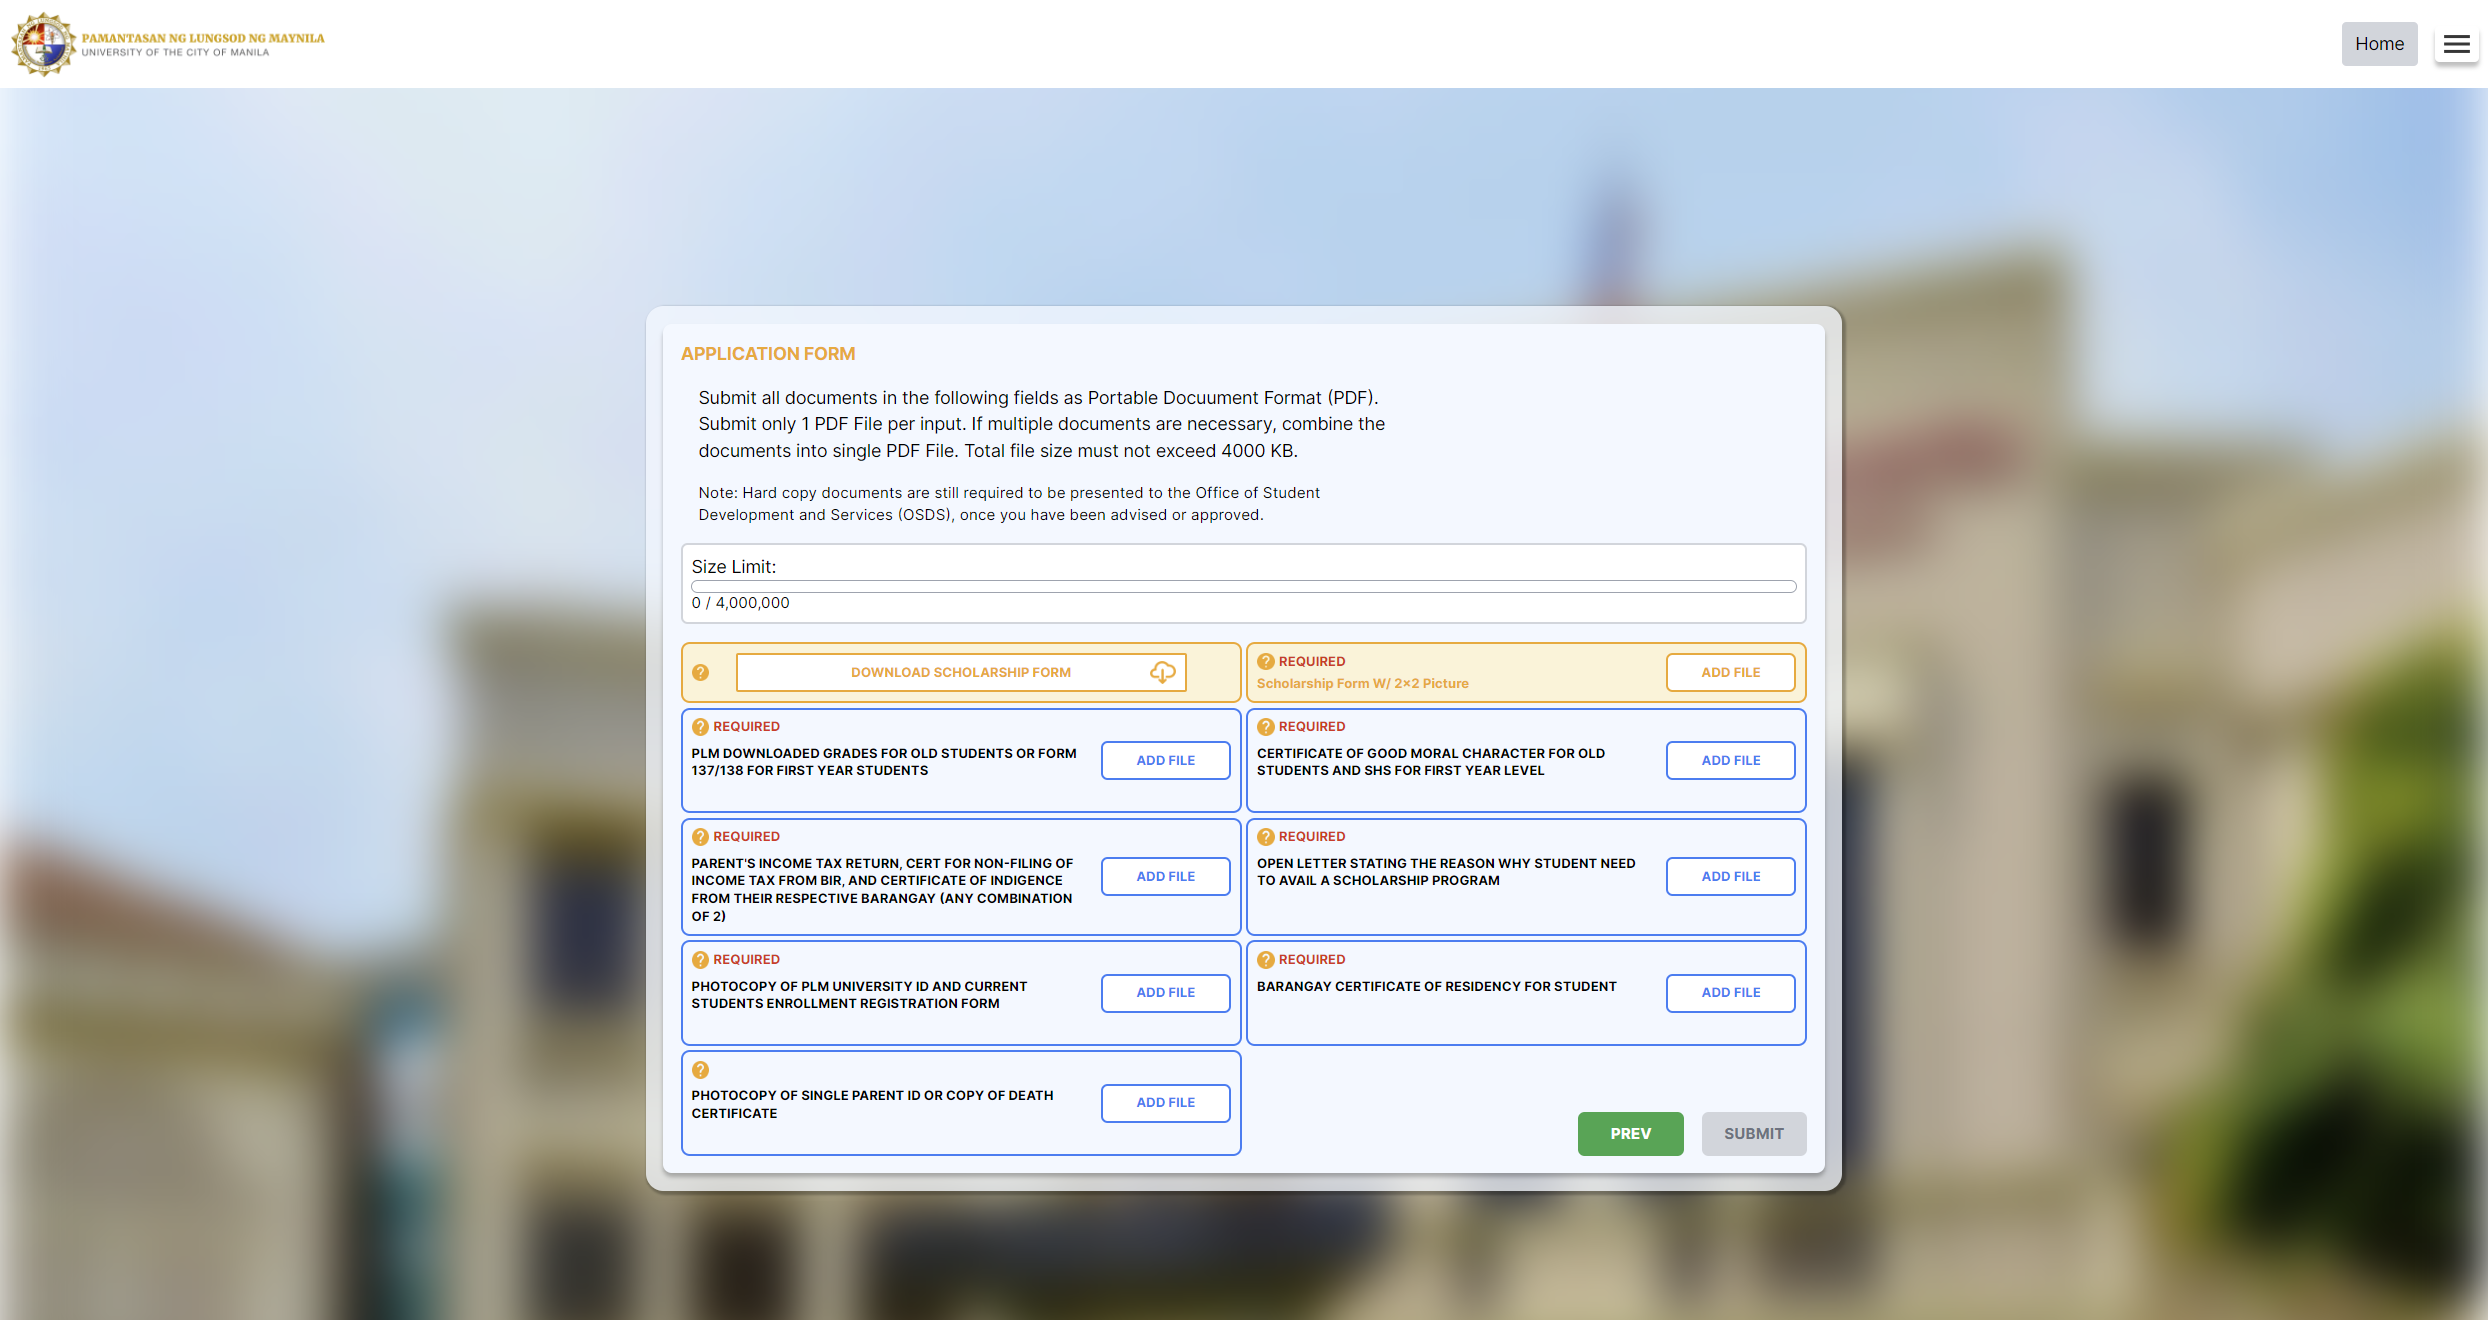 PAMANTASAN NG LUNGSOD NG MAYNILA
UNIVERSITY OF THE CITY OF MANILA
Home
APPLICATION FORM
Submit all documents in the following fields as Portable Docuument Format (PDF).
Submit only 1 PDF File per input. If multiple documents are necessary, combine the
documents into single PDF File. Total file size must not exceed 4000 KB.
Note: Hard copy documents are still required to be presented to the Office of Student
Development and Services (OSDS), once you have been advised or approved.
Size Limit:
0 / 4,000,000
?
DOWNLOAD SCHOLARSHIP FORM
? REQUIRED
Scholarship Form W/ 2x2 Picture
ADD FILE
? REQUIRED
PLM DOWNLOADED GRADES FOR OLD STUDENTS OR FORM
137/138 FOR FIRST YEAR STUDENTS
ADD FILE
? REQUIRED
CERTIFICATE OF GOOD MORAL CHARACTER FOR OLD
STUDENTS AND SHS FOR FIRST YEAR LEVEL
ADD FILE
? REQUIRED
PARENT'S INCOME TAX RETURN, CERT FOR NON-FILING OF
INCOME TAX FROM BIR, AND CERTIFICATE OF INDIGENCE
FROM THEIR RESPECTIVE BARANGAY (ANY COMBINATION
OF 2)
ADD FILE
? REQUIRED
OPEN LETTER STATING THE REASON WHY STUDENT NEED
TO AVAIL A SCHOLARSHIP PROGRAM
ADD FILE
? REQUIRED
PHOTOCOPY OF PLM UNIVERSITY ID AND CURRENT
STUDENTS ENROLLMENT REGISTRATION FORM
ADD FILE
? REQUIRED
BARANGAY CERTIFICATE OF RESIDENCY FOR STUDENT
ADD FILE
?
PHOTOCOPY OF SINGLE PARENT ID OR COPY OF DEATH
CERTIFICATE
ADD FILE
PREV
SUBMIT